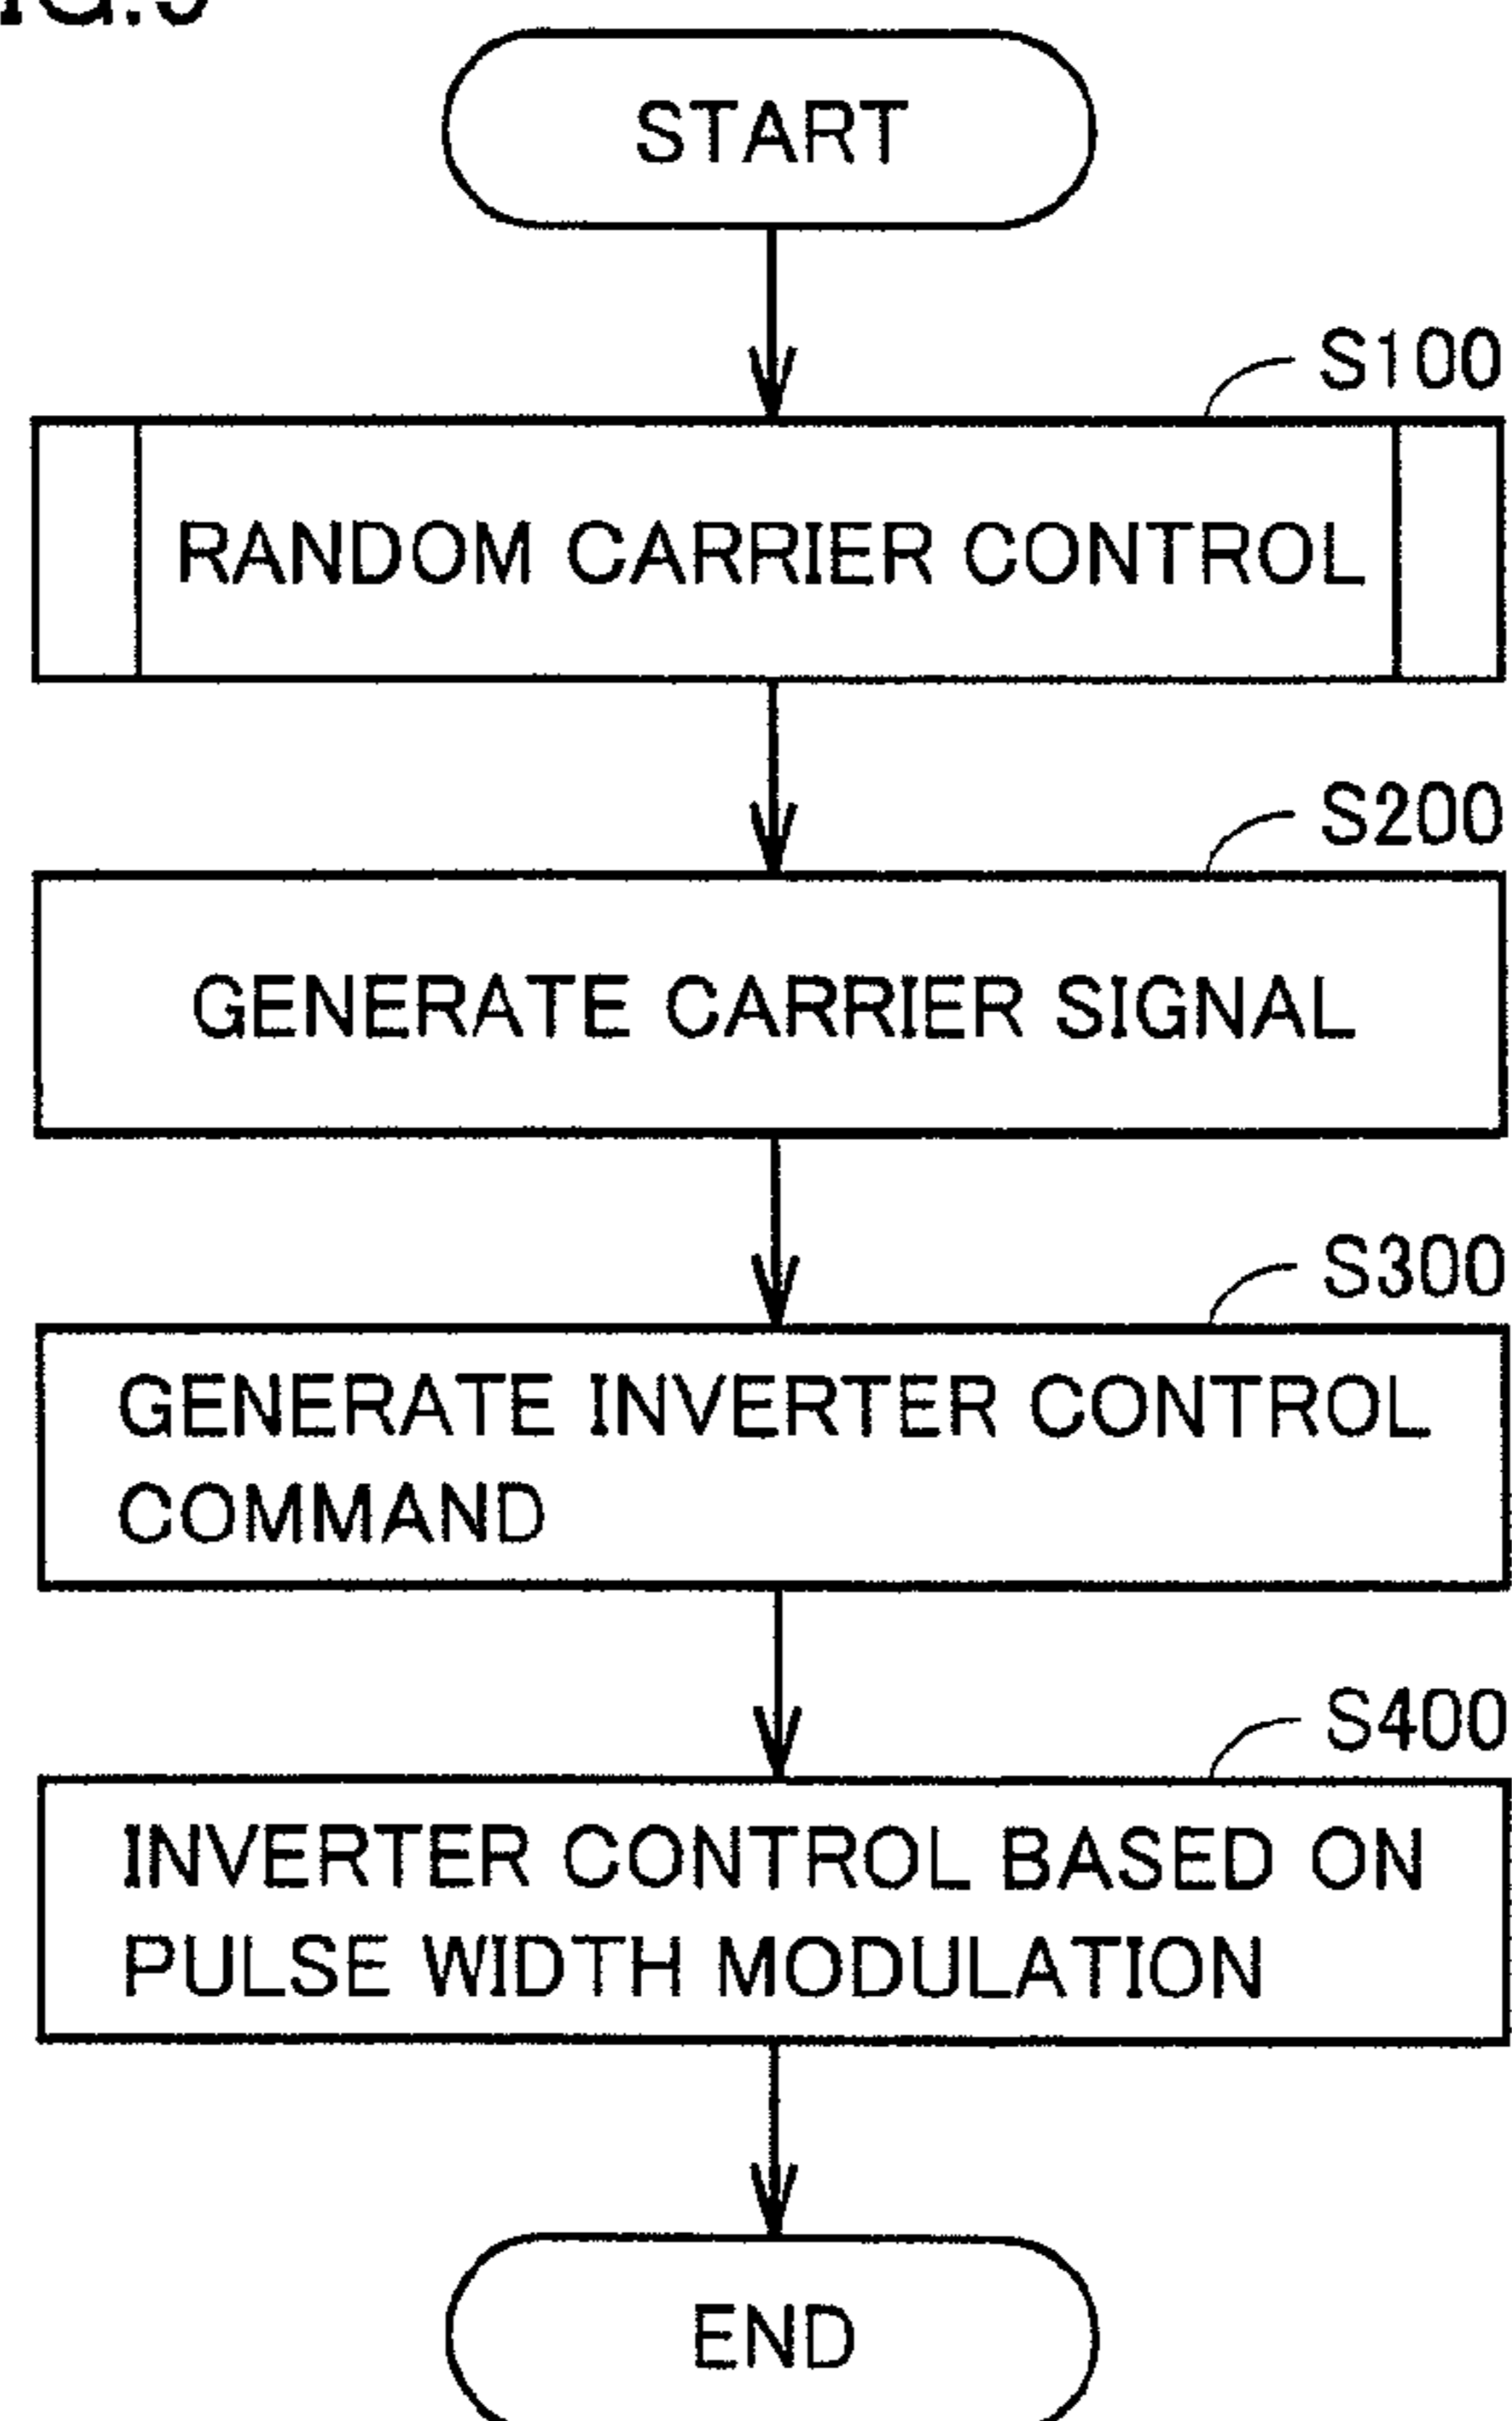 START
S100
RANDOM CARRIER CONTROL
S200
GENERATE CARRIER SIGNAL
S300
GENERATE INVERTER CONTROL
COMMAND
S400
INVERTER CONTROL BASED ON
PULSE WIDTH MODULATION
END